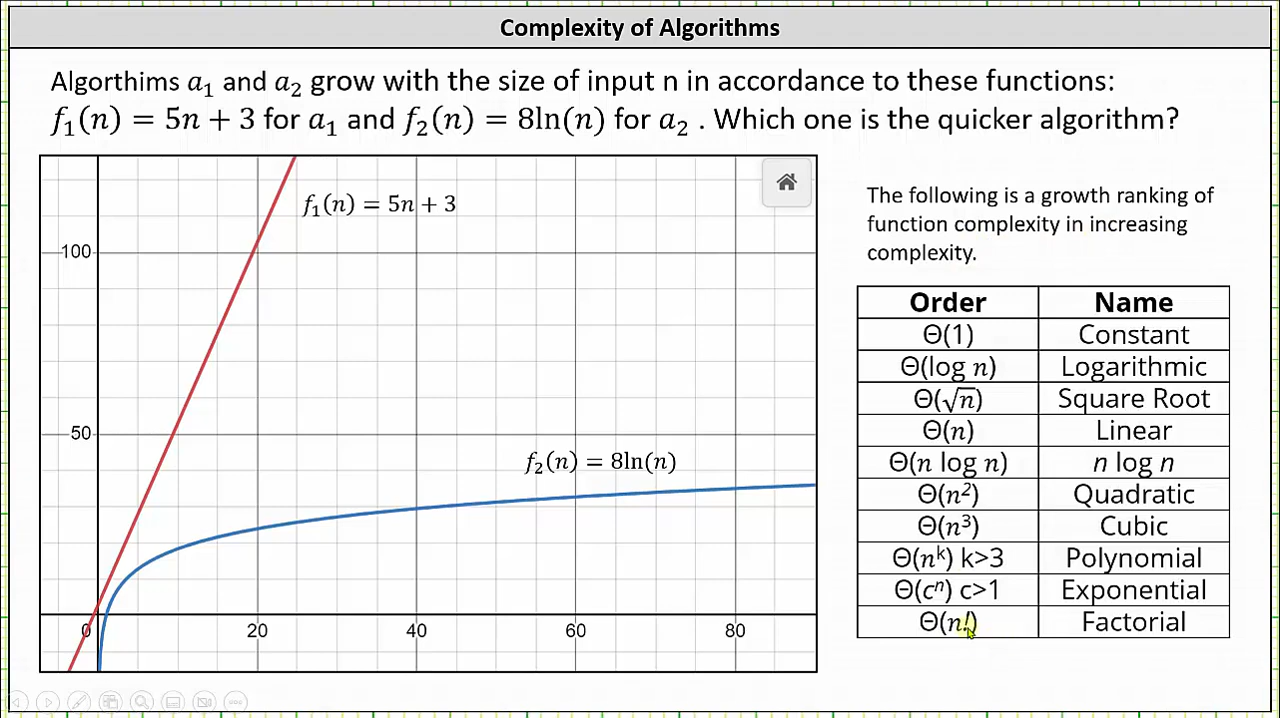 Complexity of Algorithms
Algorthims a₁ and a₂ grow with the size of input n in accordance to these functions:
f₁(n) = 5n + 3 for a₁ and f₂(n) = 8ln(n) for a₂ . Which one is the quicker algorithm?
f₁(n) = 5n + 3
100
50
f₂(n) = 8ln(n)
0 20 40 60 80
The following is a growth ranking of
function complexity in increasing
complexity.
Order Name
Θ(1) Constant
Θ(log n) Logarithmic
Θ(√n) Square Root
Θ(n) Linear
Θ(n log n) n log n
Θ(n²) Quadratic
Θ(n³) Cubic
Θ(nᵏ) k>3 Polynomial
Θ(cⁿ) c>1 Exponential
Θ(n!) Factorial